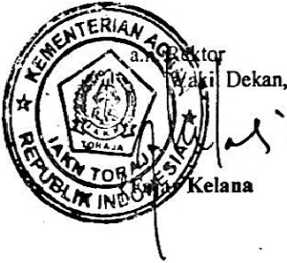 KEMENTERIAN AG
a.n Rektor
Wakil Dekan,
IAKN
TORAJA
IAKN TORAJA
REPUBLIK INDONESIA
Kelana